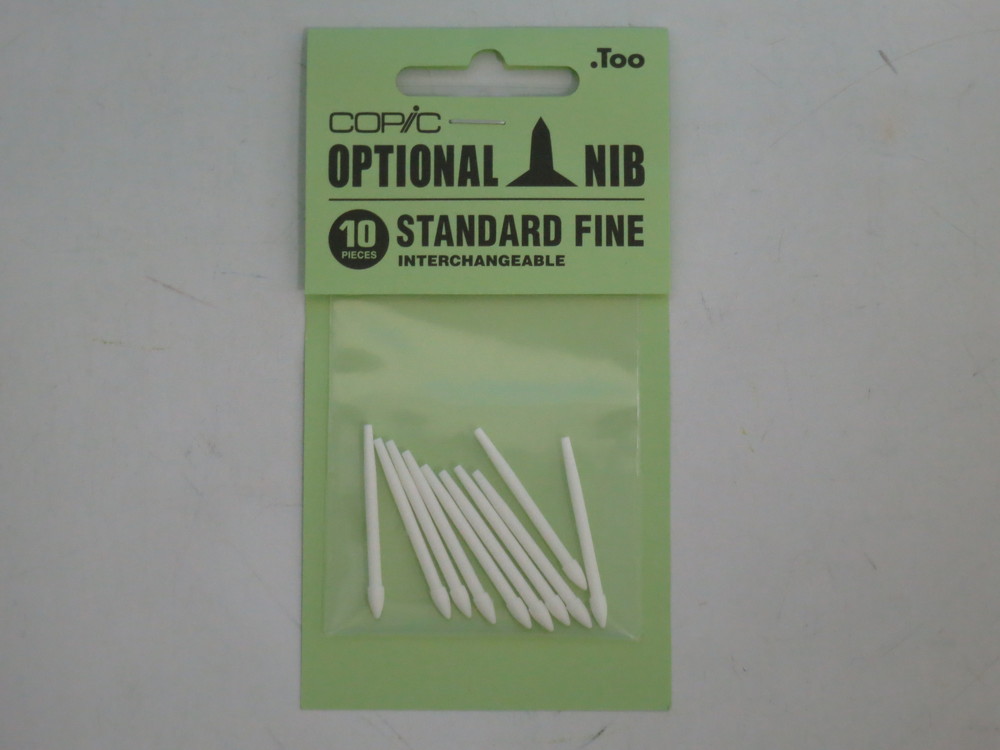 .Too
COPIC
OPTIONAL NIB
10 PIECES
STANDARD FINE
INTERCHANGEABLE